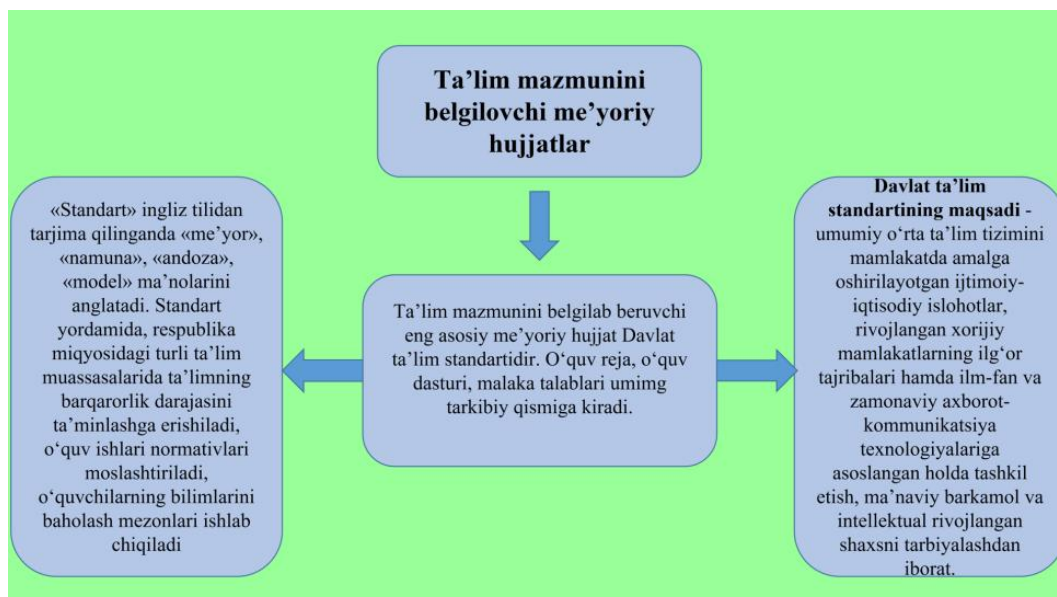 Ta’lim mazmunini
belgilovchi me’yoriy
hujjatlar
«Standart» ingliz tilidan
tarjima qilinganda «me’yor»,
«namuna», «andoza»,
«model» ma’nolarini
anglatadi. Standart
yordamida, respublika
miqyosidagi turli ta’lim
muassasalarida ta’limning
barqarorlik darajasini
ta’minlashga erishiladi,
o‘quv ishlari normativlari
moslashtiriladi,
o‘quvchilarning bilimlarini
baholash mezonlari ishlab
chiqiladi
Ta’lim mazmunini belgilab beruvchi
eng asosiy me’yoriy hujjat Davlat
ta’lim standartidir. O‘quv reja, o‘quv
dasturi, malaka talablari umimg
tarkibiy qismiga kiradi.
Davlat ta’lim
standartining maqsadi -
umumiy o‘rta ta’lim tizimini
mamlakatda amalga
oshirilayotgan ijtimoiy-
iqtisodiy islohotlar,
rivojlangan xorijiy
mamlakatlarning ilg‘or
tajribalari hamda ilm-fan va
zamonaviy axborot-
kommunikatsiya
texnologiyalariga
asoslangan holda tashkil
etish, ma’naviy barkamol va
intellektual rivojlangan
shaxsni tarbiyalashdan
iborat.